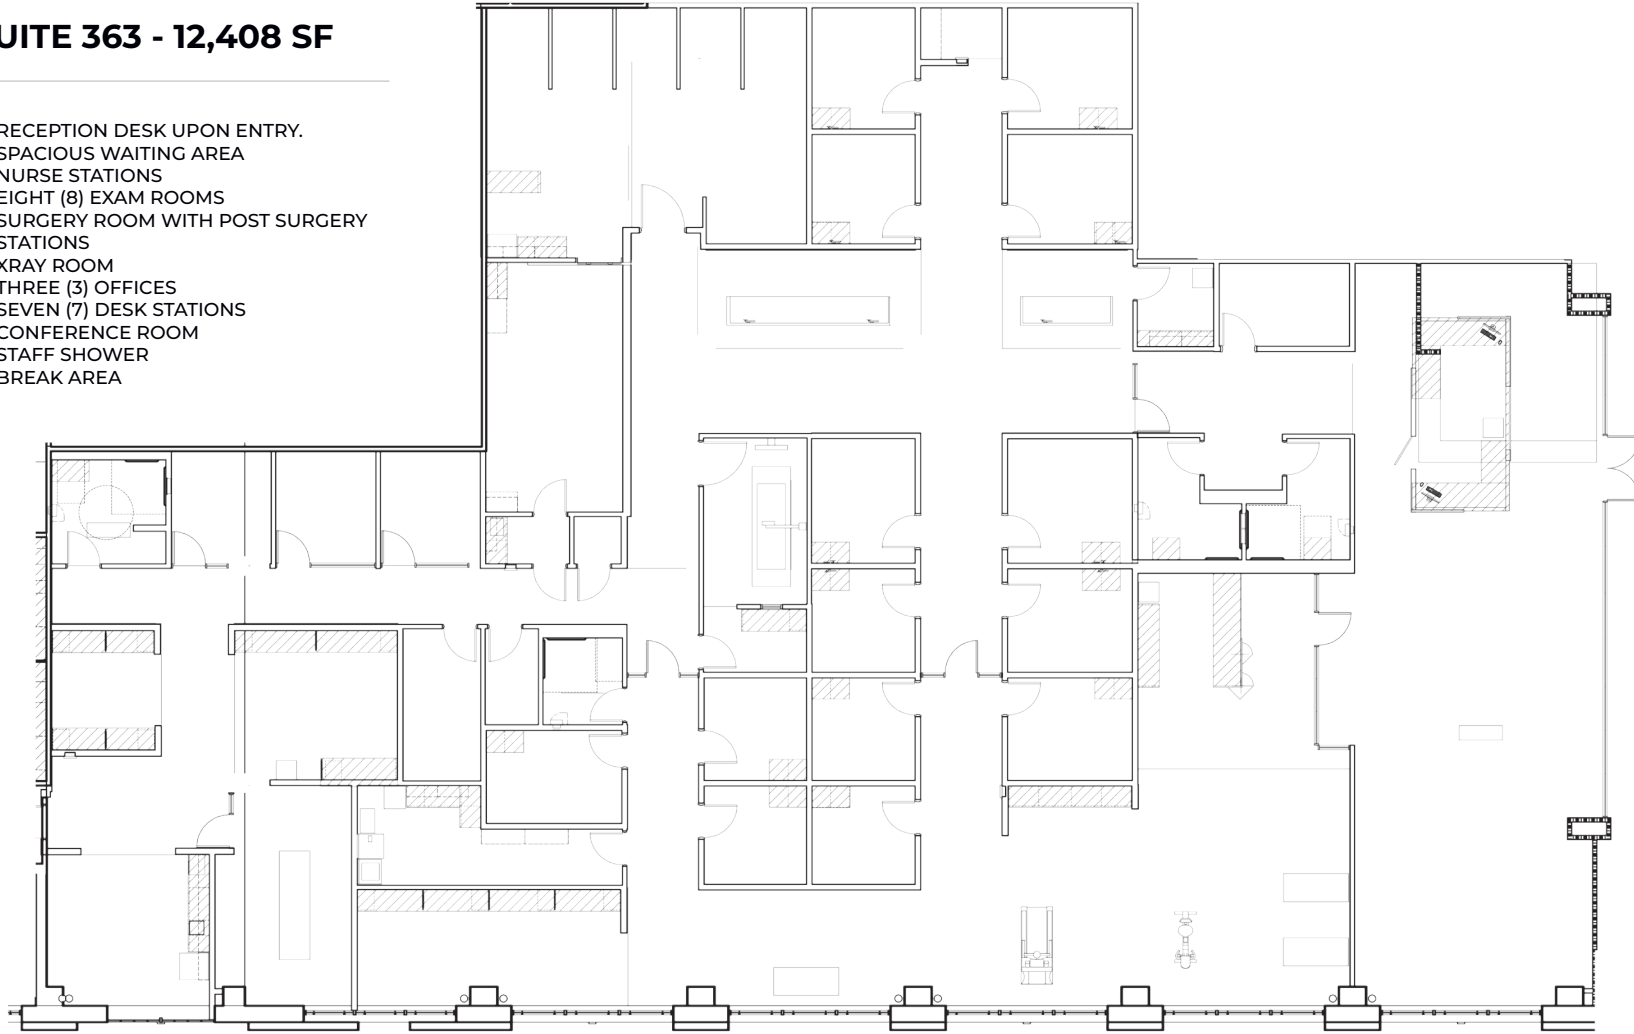 UITE 363 - 12,408 SF
RECEPTION DESK UPON ENTRY.
SPACIOUS WAITING AREA
NURSE STATIONS
EIGHT (8) EXAM ROOMS
SURGERY ROOM WITH POST SURGERY
STATIONS
XRAY ROOM
THREE (3) OFFICES
SEVEN (7) DESK STATIONS
CONFERENCE ROOM
STAFF SHOWER
BREAK AREA